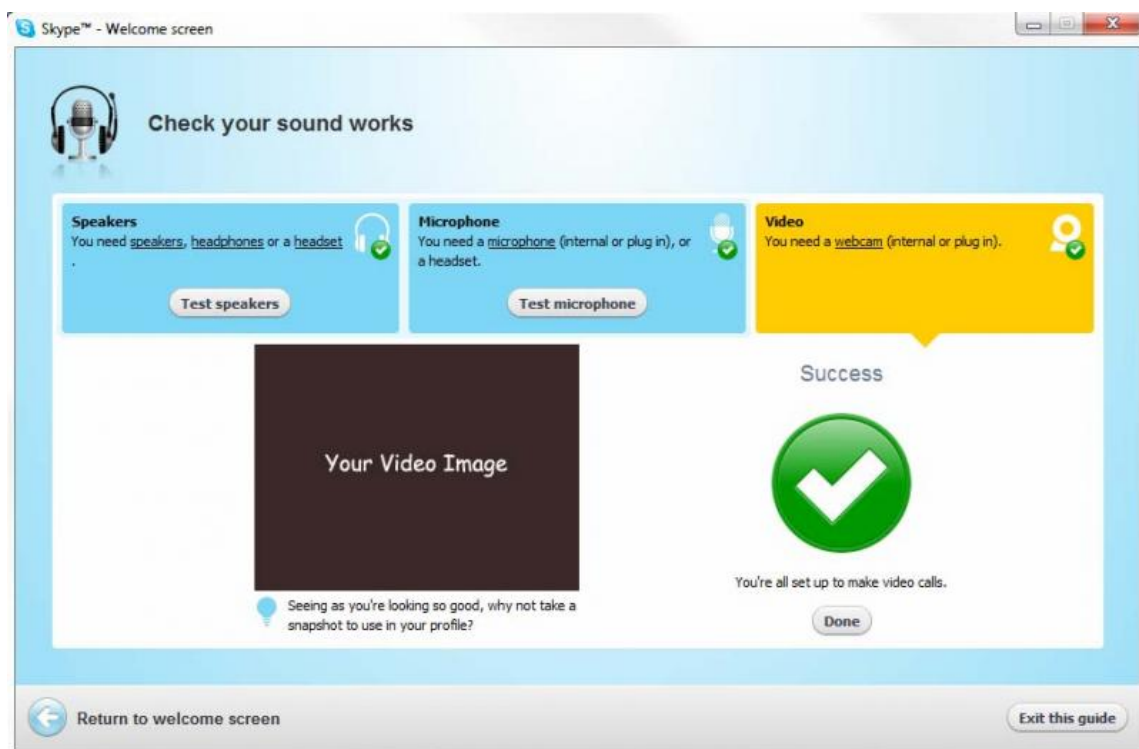 Skype™ - Welcome screen
Check your sound works
Speakers
You need speakers, headphones or a headset
.
Test speakers
Microphone
You need a microphone (internal or plug in), or
a headset.
Test microphone
Video
You need a webcam (internal or plug in).
Your Video Image
Seeing as you're looking so good, why not take a
snapshot to use in your profile?
Success
You're all set up to make video calls.
Done
Return to welcome screen
Exit this guide